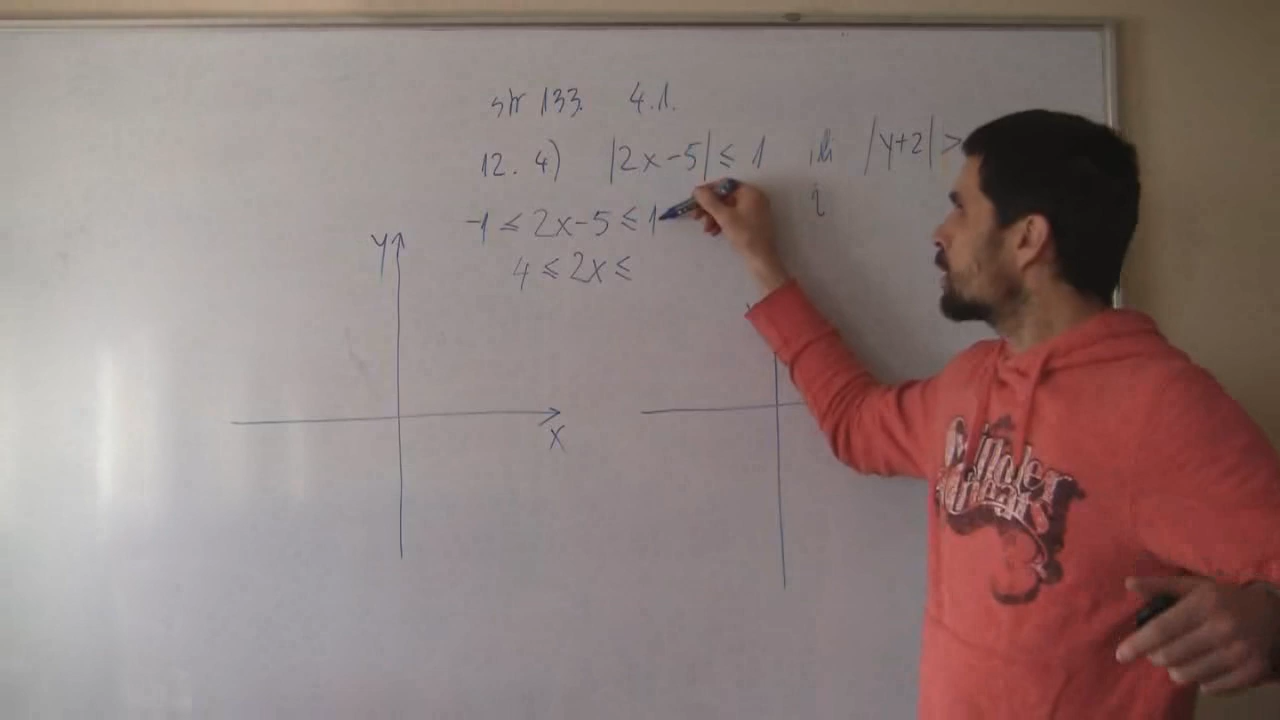 str 133. 4.1.
12. 4) |2x-5| ≤ 1 ili |y+2| >
i
-1 ≤ 2x-5 ≤ 1
4 ≤ 2x ≤
y
x